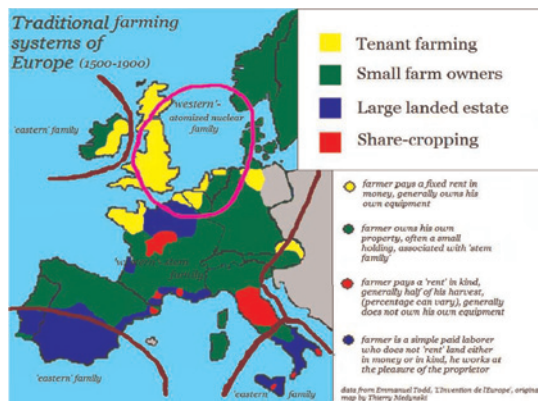 Traditional farming
systems of
Europe (1500-1900)
Tenant farming
Small farm owners
Large landed estate
Share-cropping
'western'-
atomized nuclear
family
'eastern' family
farmer pays a fixed rent in
money, generally owns his
own equipment
farmer owns his own
property, often a small
holding, associated with 'stem
family'
farmer pays a 'rent' in kind,
generally half of his harvest,
(percentage can vary), generally
does not own his own equipment
farmer is a simple paid laborer
who does not 'rent' land either
in money or in kind, he works at
the pleasure of the proprietor
'eastern' family
'eastern' family
data from Emmanuel Todd, 'L'Invention de l'Europe', origina
map by Thierry Medynski